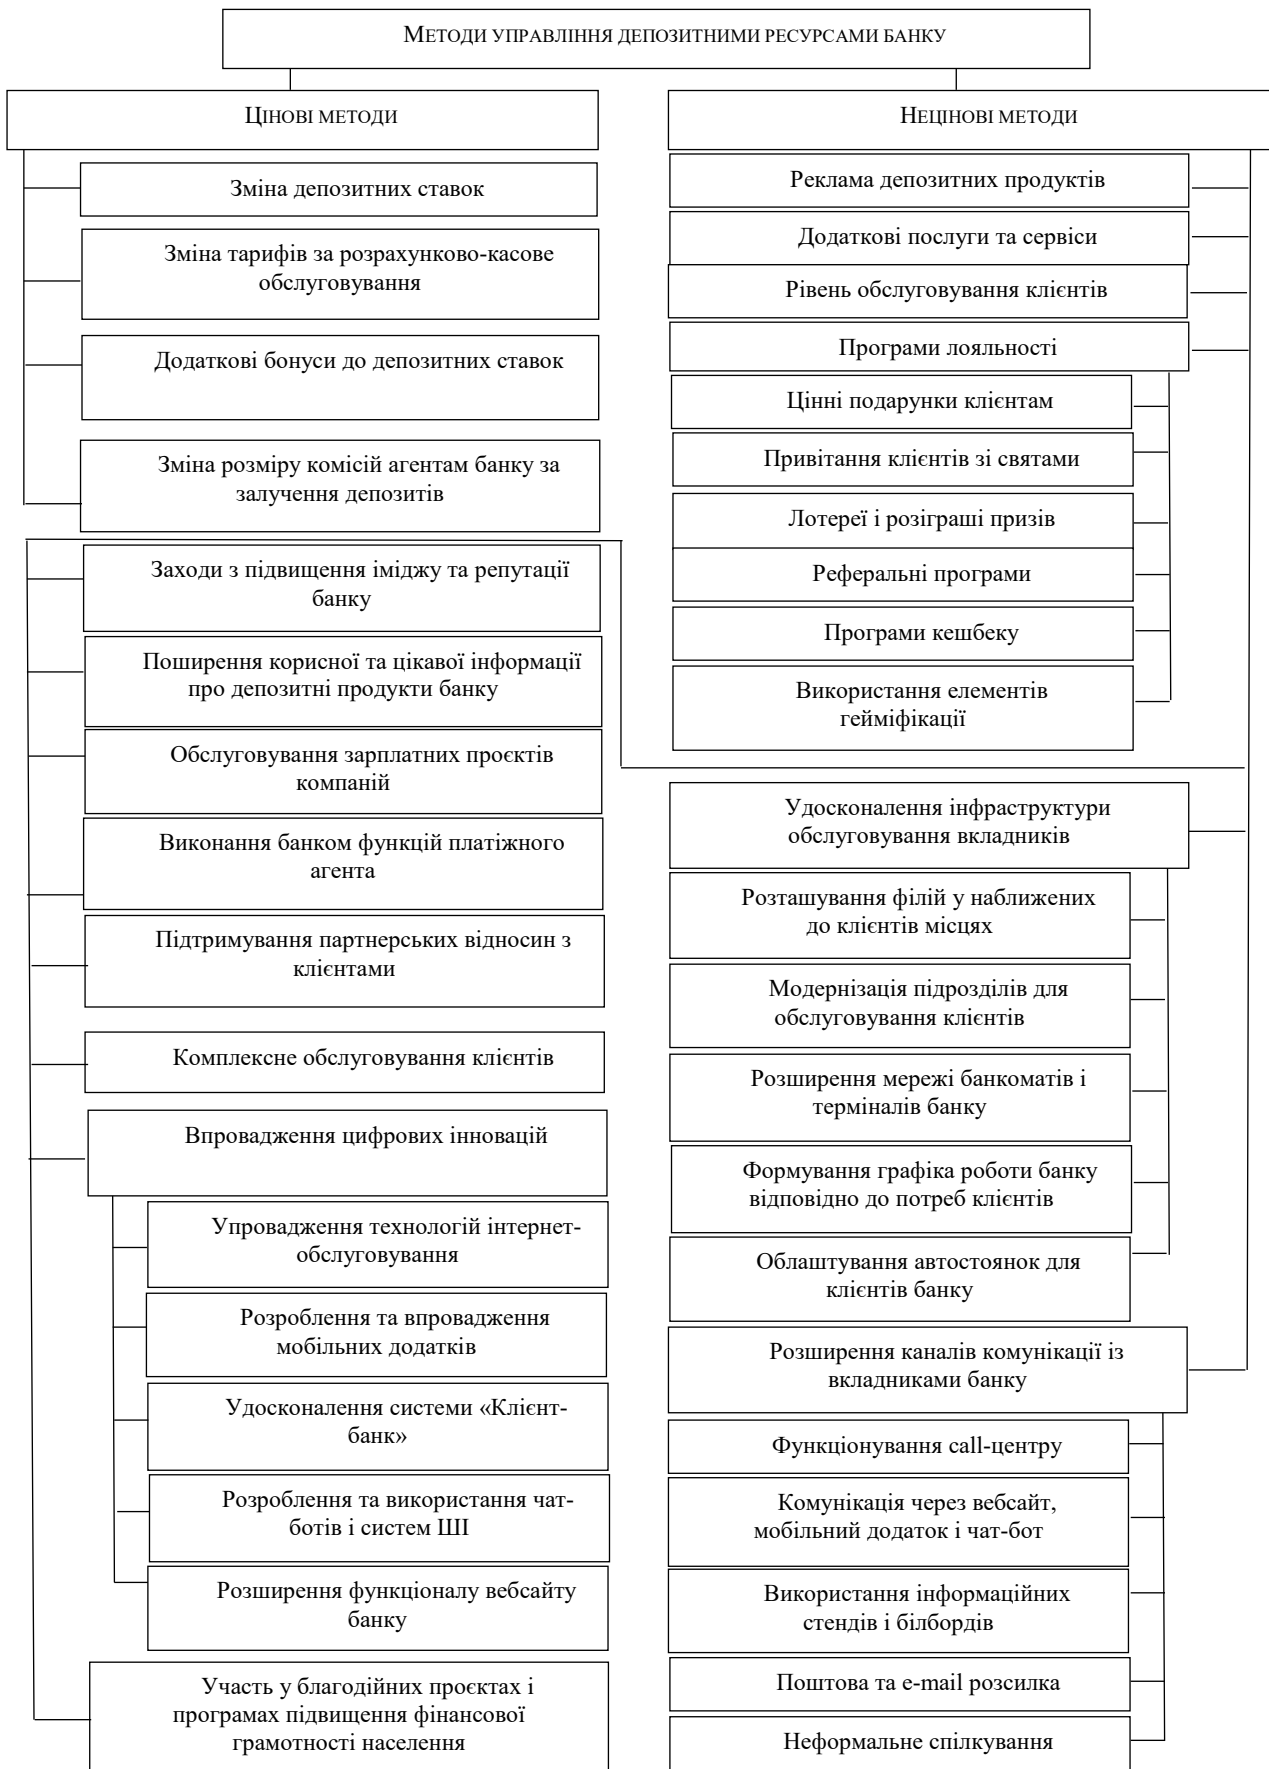 МЕТОДИ УПРАВЛІННЯ ДЕПОЗИТНИМИ РЕСУРСАМИ БАНКУ
ЦІНОВІ МЕТОДИ
Зміна депозитних ставок
Зміна тарифів за розрахунково-касове
обслуговування
Додаткові бонуси до депозитних ставок
Зміна розміру комісій агентам банку за
залучення депозитів
НЕЦІНОВІ МЕТОДИ
Реклама депозитних продуктів
Додаткові послуги та сервіси
Рівень обслуговування клієнтів
Програми лояльності
Цінні подарунки клієнтам
Привітання клієнтів зі святами
Лотереї і розіграші призів
Реферальні програми
Програми кешбеку
Використання елементів
гейміфікації
Удосконалення інфраструктури
обслуговування вкладників
Розташування філій у наближених
до клієнтів місцях
Модернізація підрозділів для
обслуговування клієнтів
Розширення мережі банкоматів і
терміналів банку
Формування графіка роботи банку
відповідно до потреб клієнтів
Облаштування автостоянок для
клієнтів банку
Розширення каналів комунікації із
вкладниками банку
Функціонування call-центру
Комунікація через вебсайт,
мобільний додаток і чат-бот
Використання інформаційних
стендів і білбордів
Поштова та e-mail розсилка
Неформальне спілкування
Заходи з підвищення іміджу та репутації
банку
Поширення корисної та цікавої інформації
про депозитні продукти банку
Обслуговування зарплатних проєктів
компаній
Виконання банком функцій платіжного
агента
Підтримування партнерських відносин з
клієнтами
Комплексне обслуговування клієнтів
Впровадження цифрових інновацій
Упровадження технологій інтернет-
обслуговування
Розроблення та впровадження
мобільних додатків
Удосконалення системи «Клієнт-
банк»
Розроблення та використання чат-
ботів і систем ШІ
Розширення функціоналу вебсайту
банку
Участь у благодійних проєктах і
програмах підвищення фінансової
грамотності населення